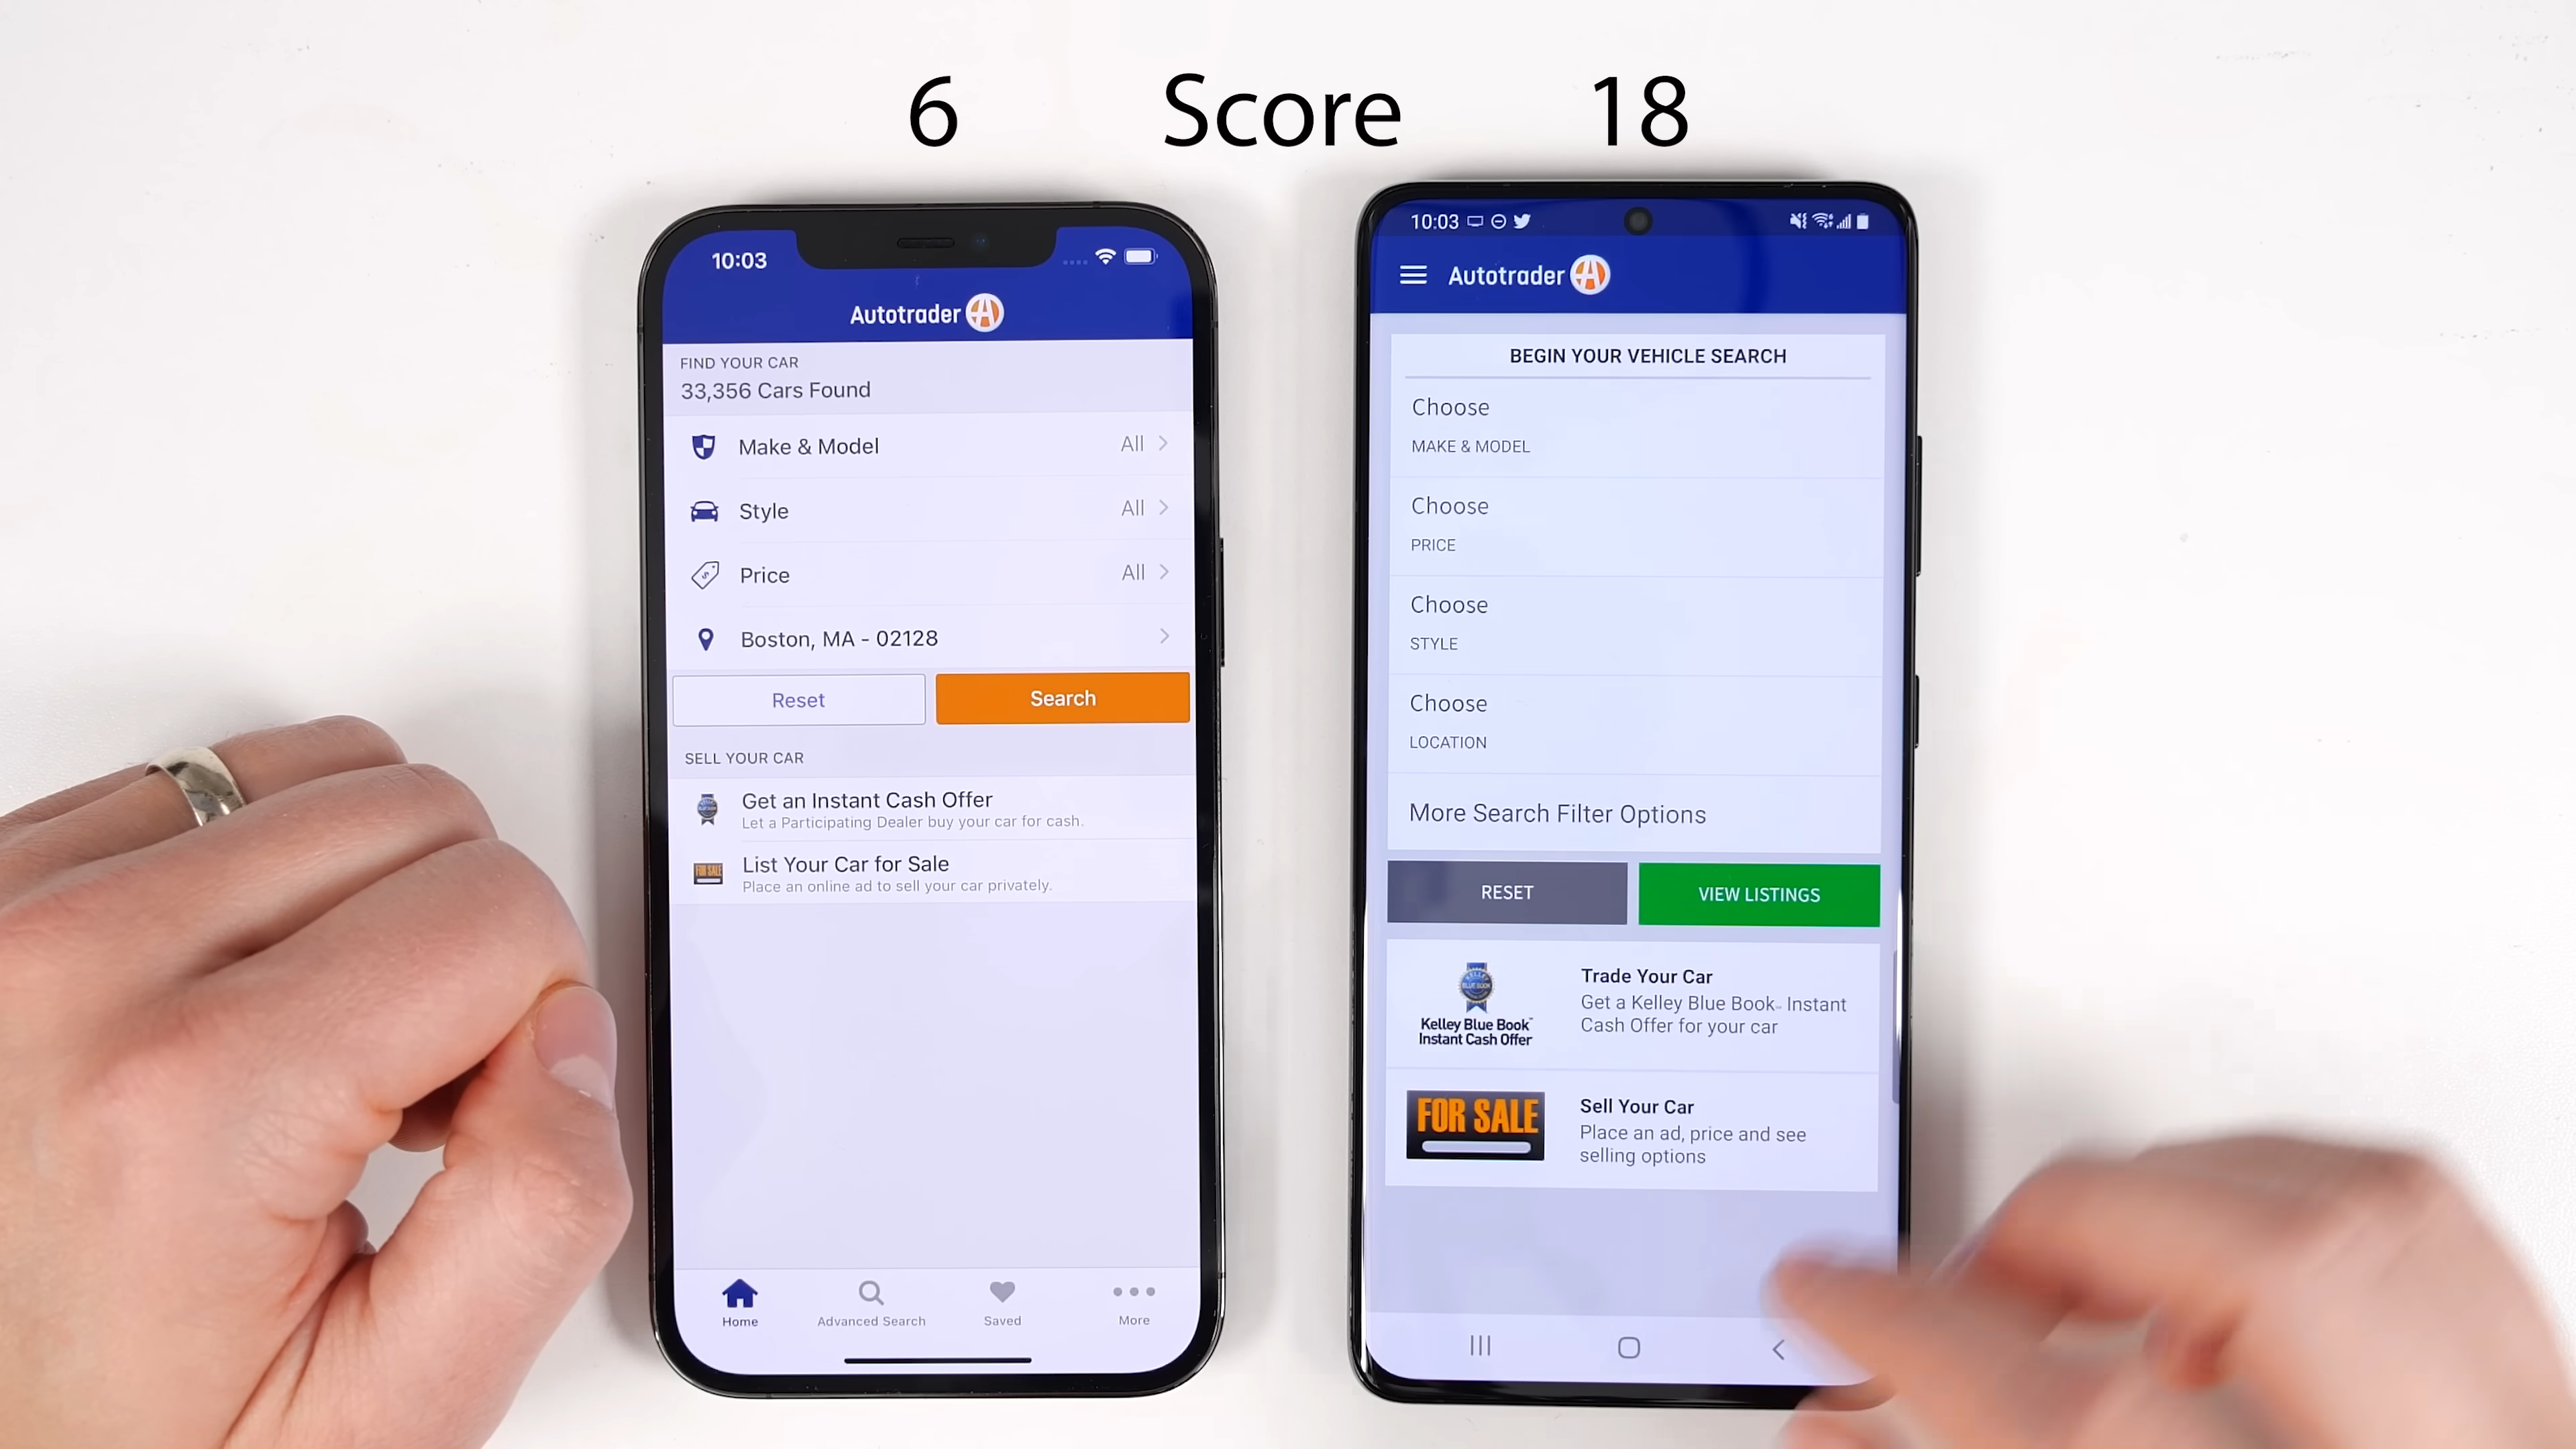 6 Score 18
10:03
Autotrader
FIND YOUR CAR
33,356 Cars Found
Make & Model All
Style All
Price All
Boston, MA - 02128
Reset Search
SELL YOUR CAR
Get an Instant Cash Offer
Let a Participating Dealer buy your car for cash.
FOR SALE
List Your Car for Sale
Place an online ad to sell your car privately.
Home Advanced Search Saved More
10:03
Autotrader
BEGIN YOUR VEHICLE SEARCH
Choose
MAKE & MODEL
Choose
PRICE
Choose
STYLE
Choose
LOCATION
More Search Filter Options
RESET VIEW LISTINGS
KELLEY
BLUE BOOK
Kelley Blue Book™
Instant Cash Offer
Trade Your Car
Get a Kelley Blue Book™ Instant
Cash Offer for your car
FOR SALE
Sell Your Car
Place an ad, price and see
selling options